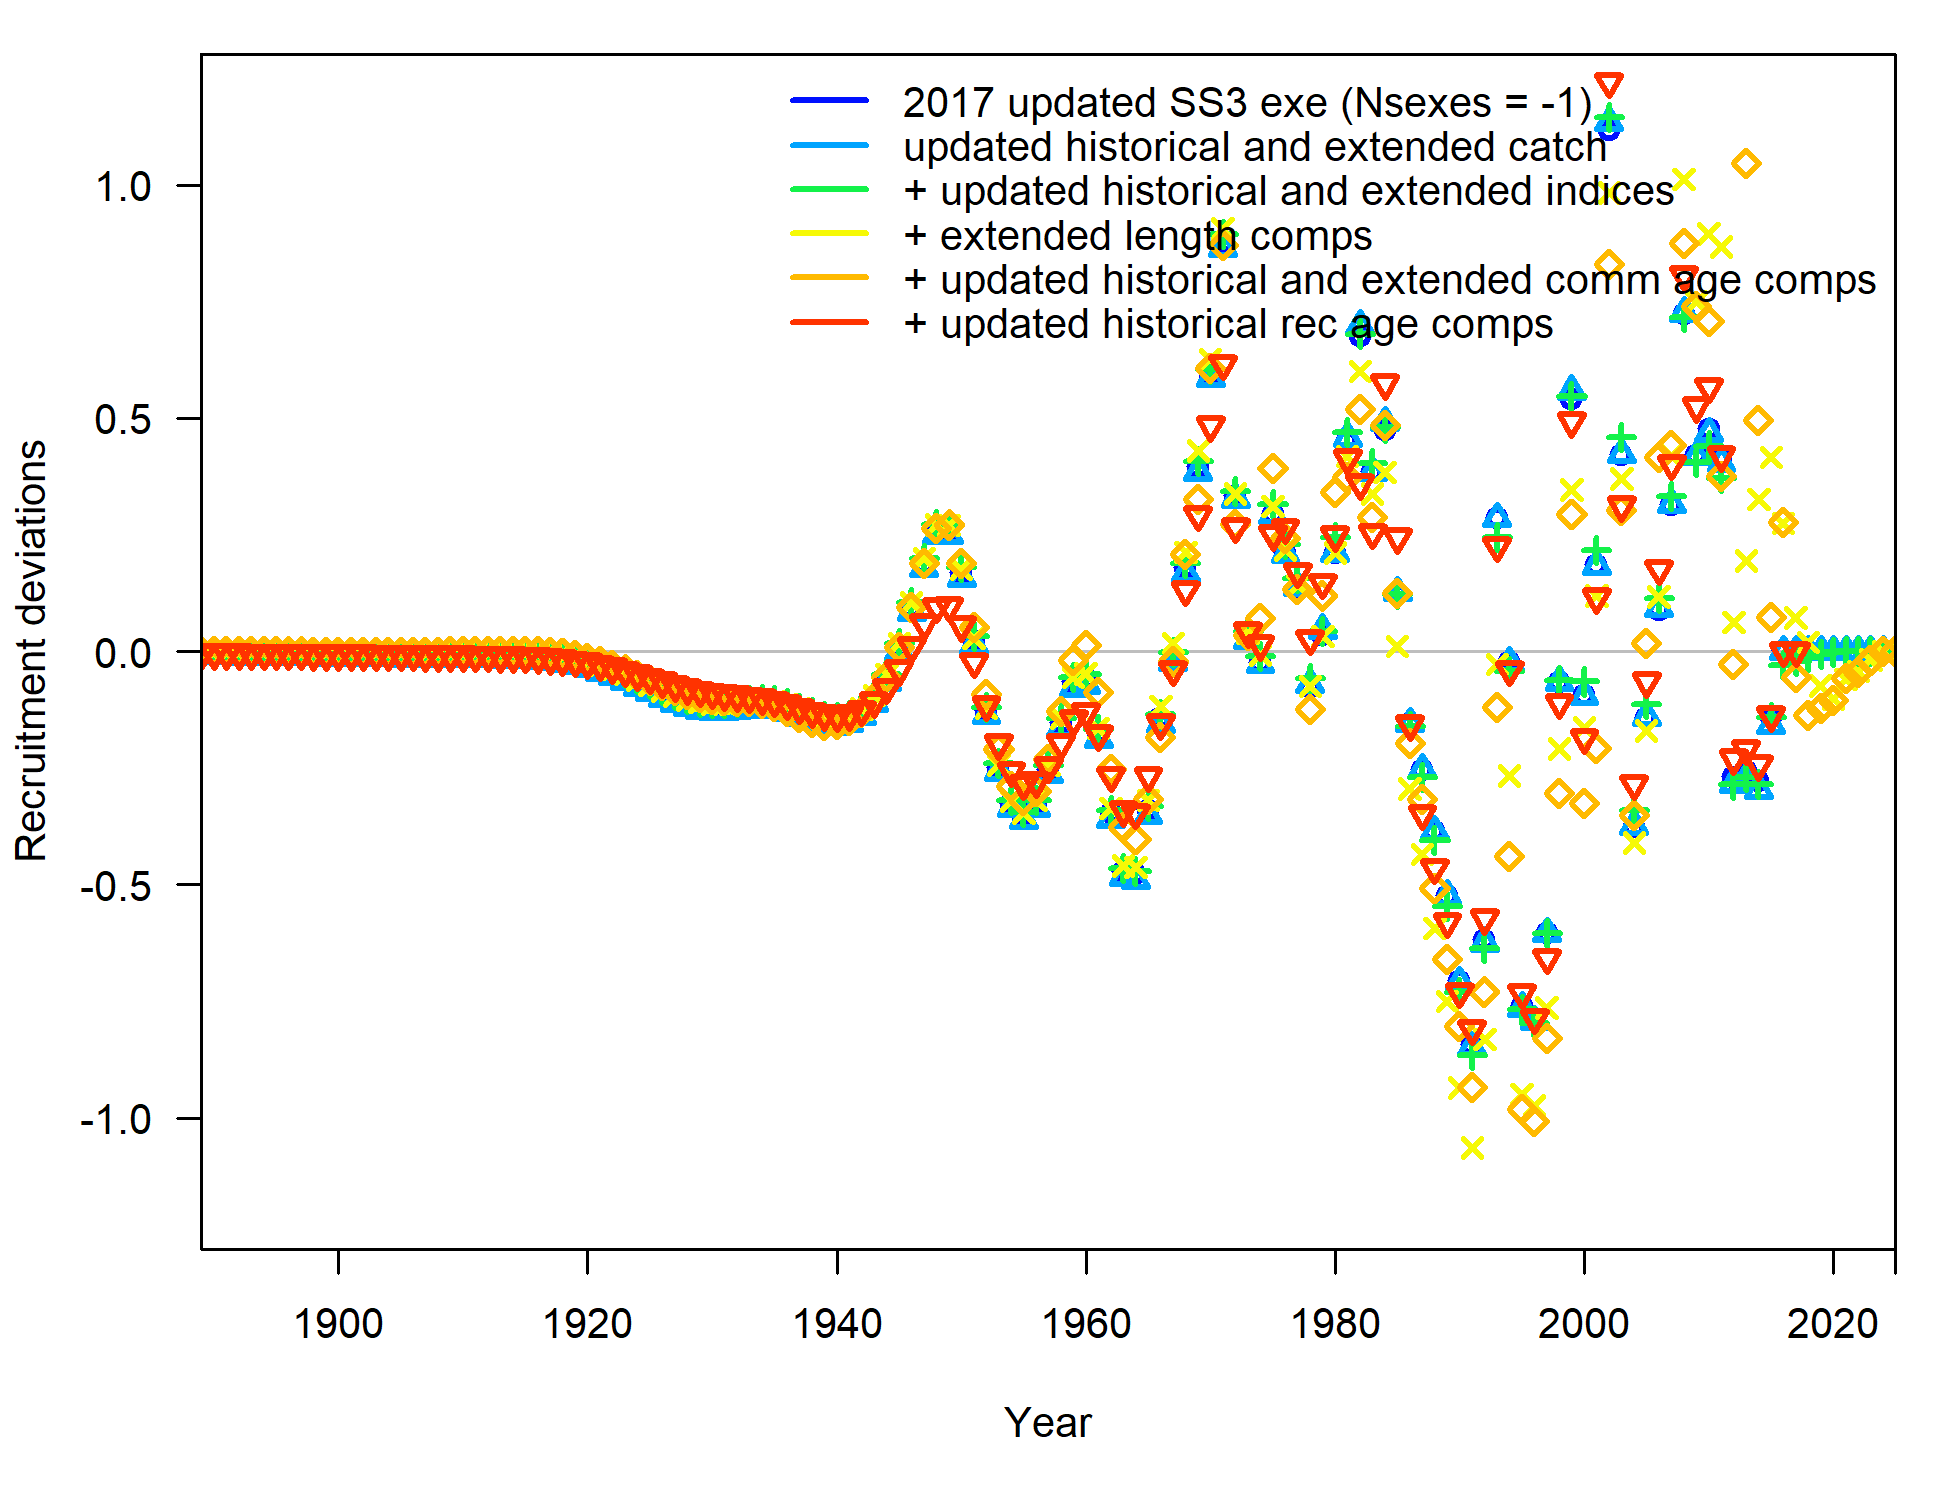 2017 updated SS3 exe (Nsexes = -1)
updated historical and extended catch
+ updated historical and extended indices
+ extended length comps
+ updated historical and extended comm age comps
+ updated historical rec age comps
Recruitment deviations
1.0
0.5
0.0
-0.5
-1.0
1900 1920 1940 1960 1980 2000 2020
Year